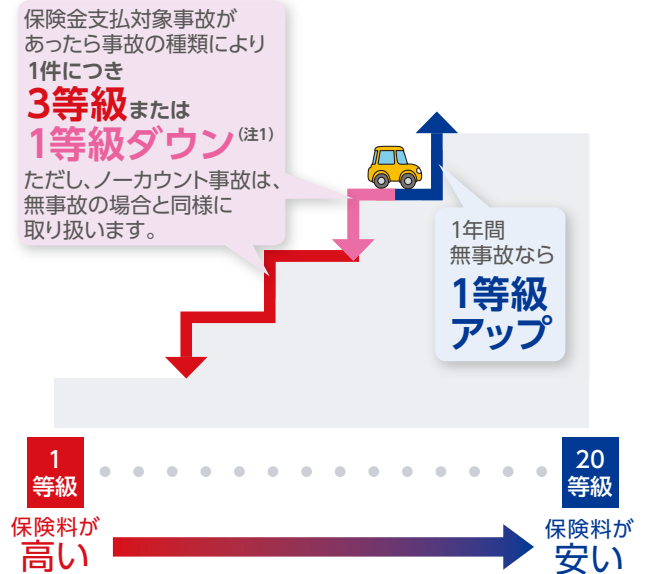 保険金支払対象事故が
あったら事故の種類により
1件につき
3等級または
1等級ダウン(注1)
ただし、ノーカウント事故は、
無事故の場合と同様に
取り扱います。
1年間
無事故なら
1等級
アップ
1
等級
保険料が
高い
20
等級
保険料が
安い